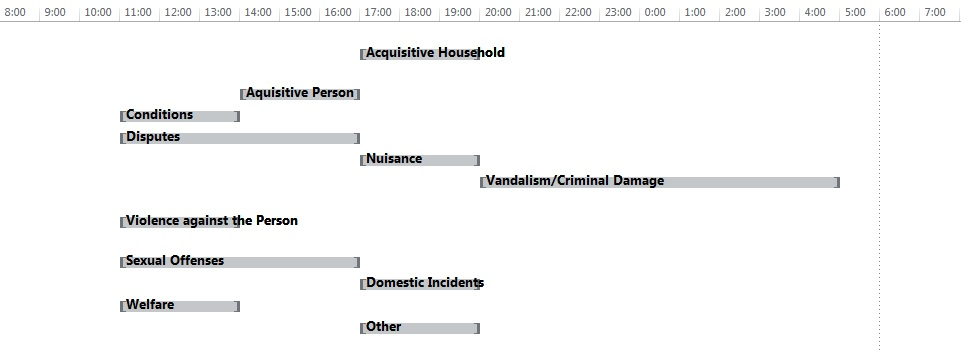 8:00 9:00 10:00 11:00 12:00 13:00 14:00 15:00 16:00 17:00 18:00 19:00 20:00 21:00 22:00 23:00 0:00 1:00 2:00 3:00 4:00 5:00 6:00 7:00
Acquisitive Household
Aquisitive Person
Conditions
Disputes
Nuisance
Vandalism/Criminal Damage
Violence against the Person
Sexual Offenses
Domestic Incidents
Welfare
Other